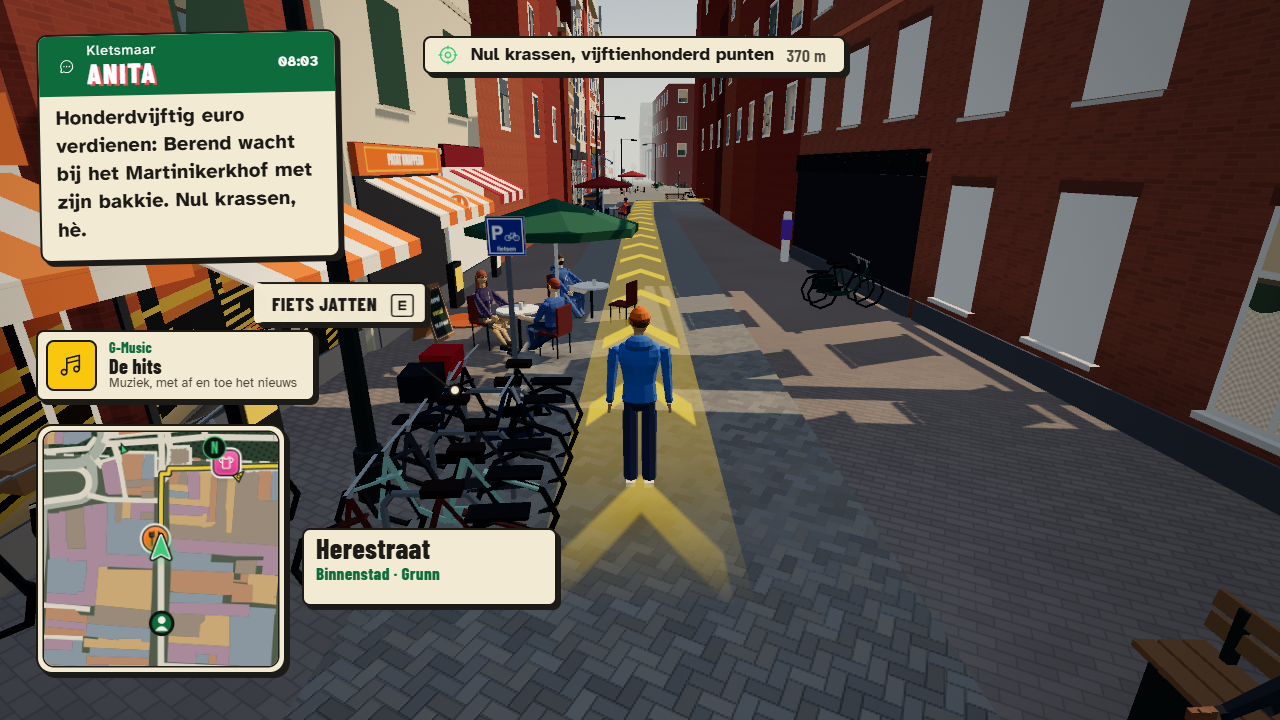 Kletsmaar
ANITA
08:03
Honderdvijftig euro
verdienen: Berend wacht
bij het Martinikerkhof met
zijn bakkie. Nul krassen,
hè.
Nul krassen, vijftienhonderd punten 370 m
P
fietsen
FIETS JATTEN E
G-Music
De hits
Muziek, met af en toe het nieuws
N
Herestraat
Binnenstad · Grunn